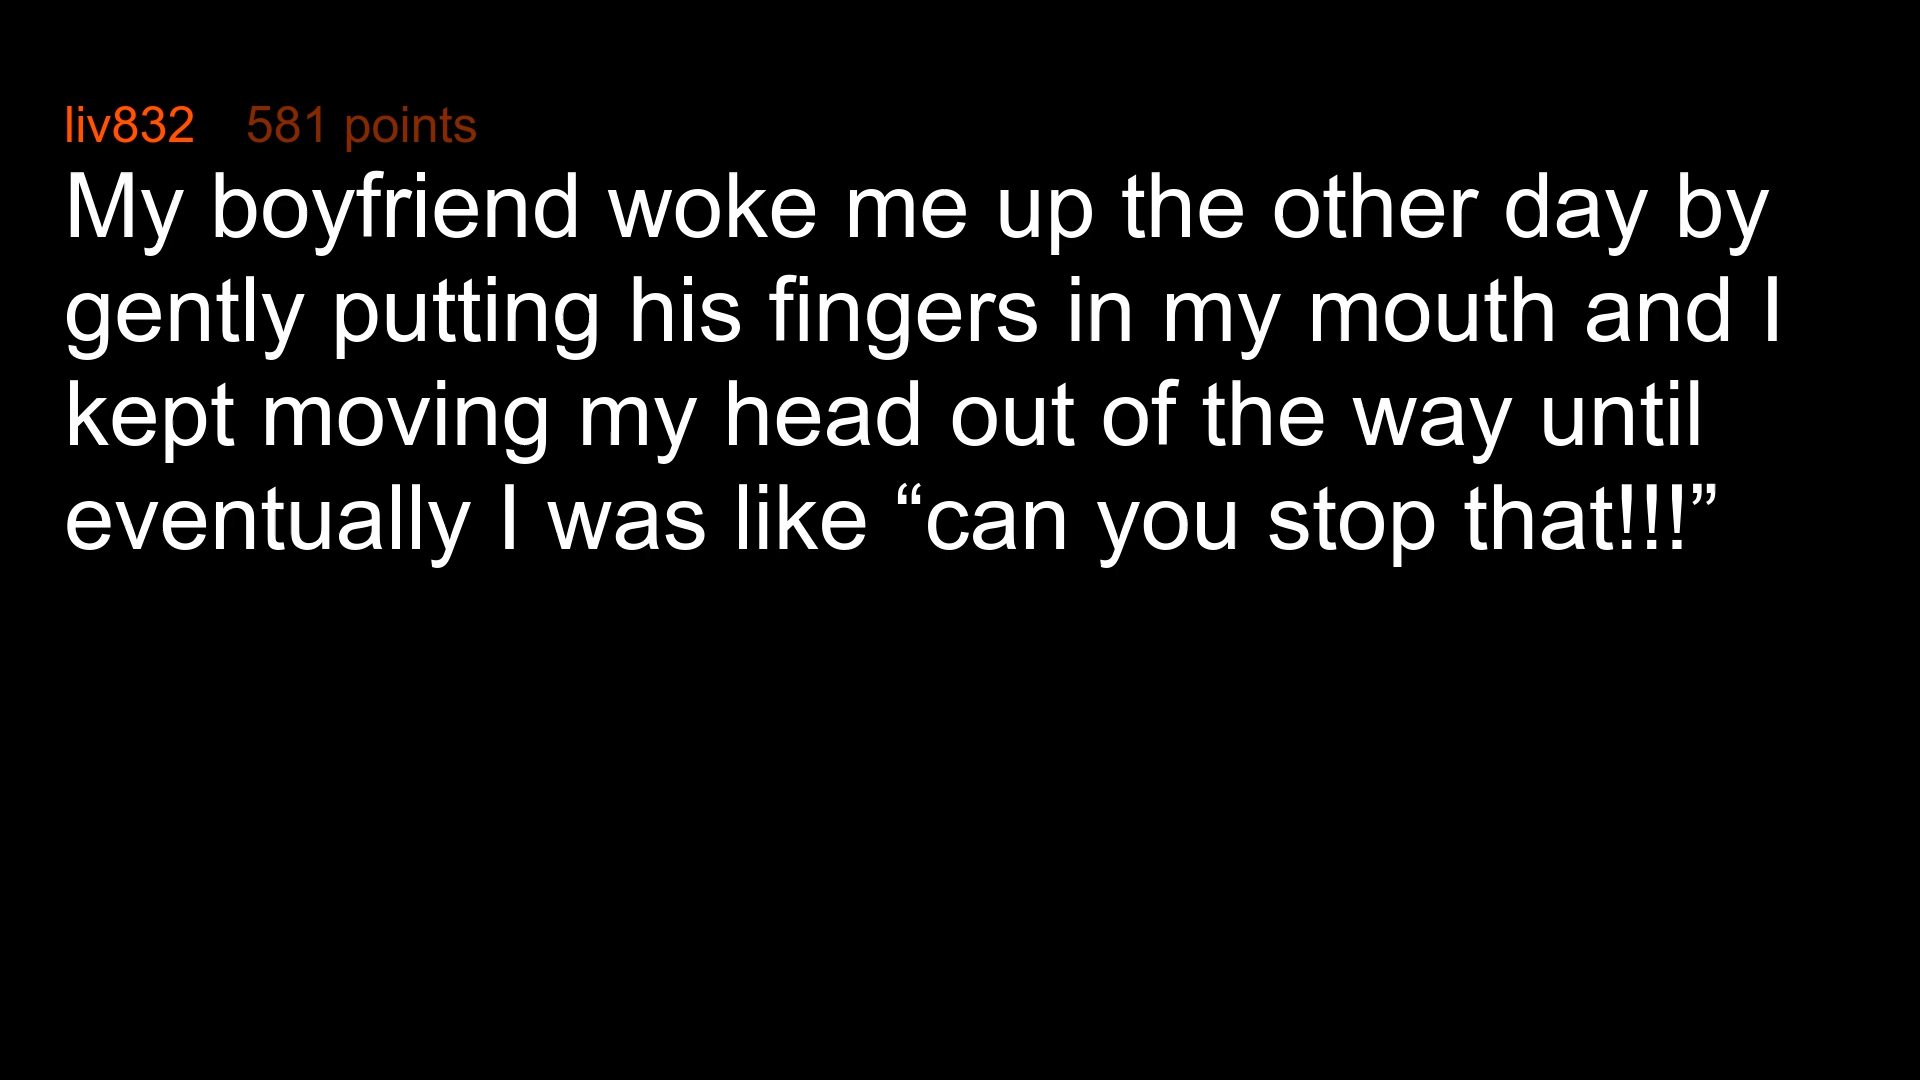 liv832 581 points
My boyfriend woke me up the other day by
gently putting his fingers in my mouth and I
kept moving my head out of the way until
eventually I was like “can you stop that!!!”